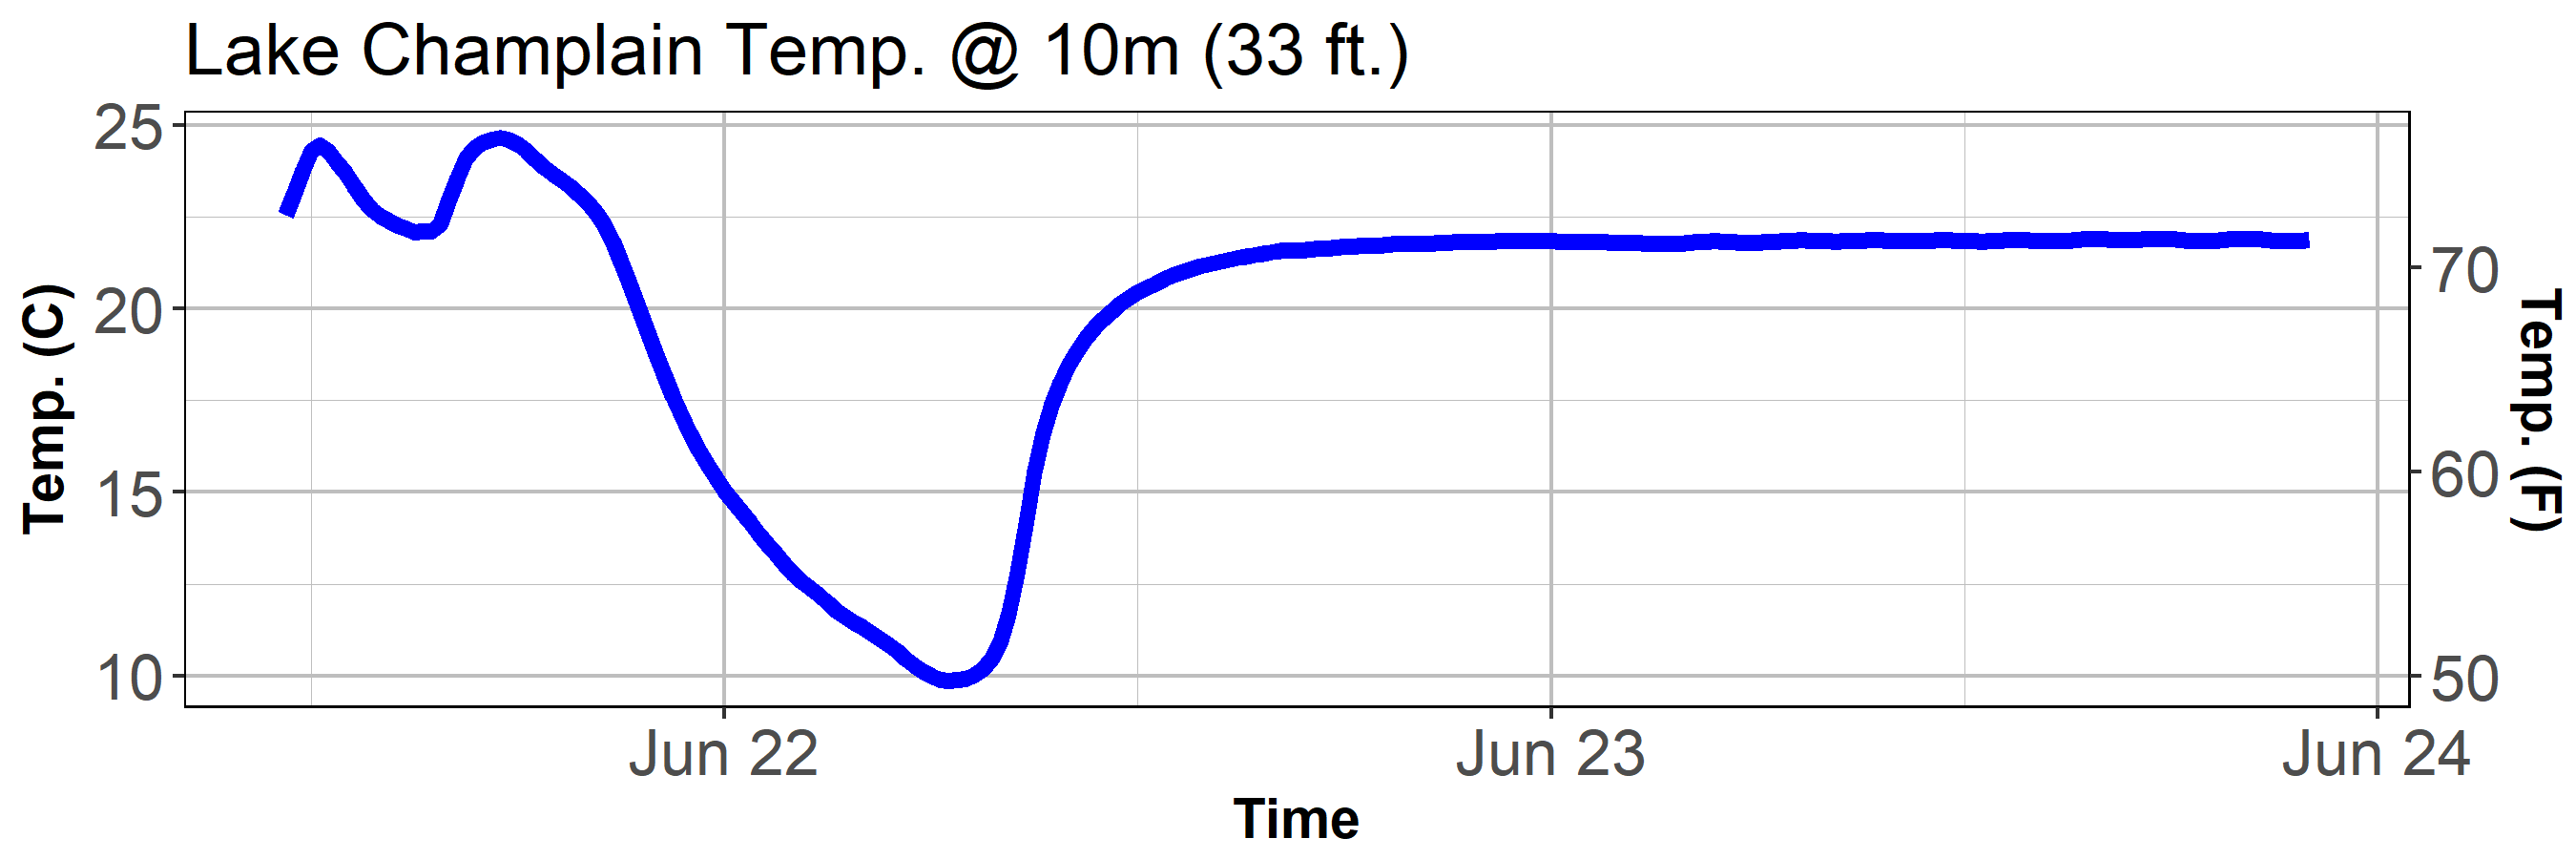 Lake Champlain Temp. @ 10m (33 ft.)
Temp. (C)
25
20
15
10
70
60
50
Temp. (F)
Jun 22
Jun 23
Jun 24
Time